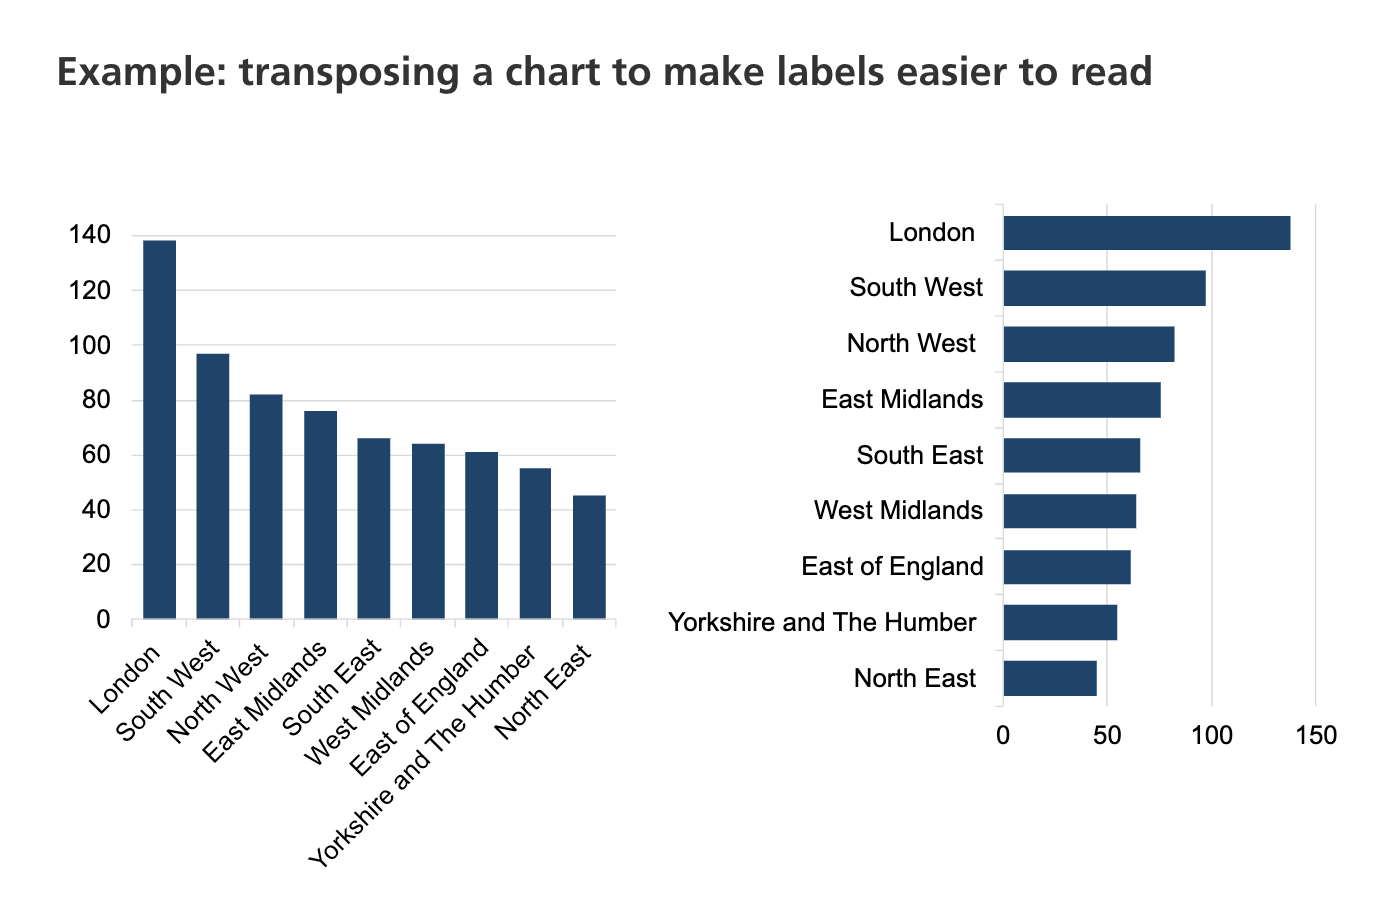 Example: transposing a chart to make labels easier to read
140
120
100
80
60
40
20
0
London
South West
North West
East Midlands
South East
West Midlands
East of England
Yorkshire and The Humber
North East
London
South West
North West
East Midlands
South East
West Midlands
East of England
Yorkshire and The Humber
North East
0 50 100 150